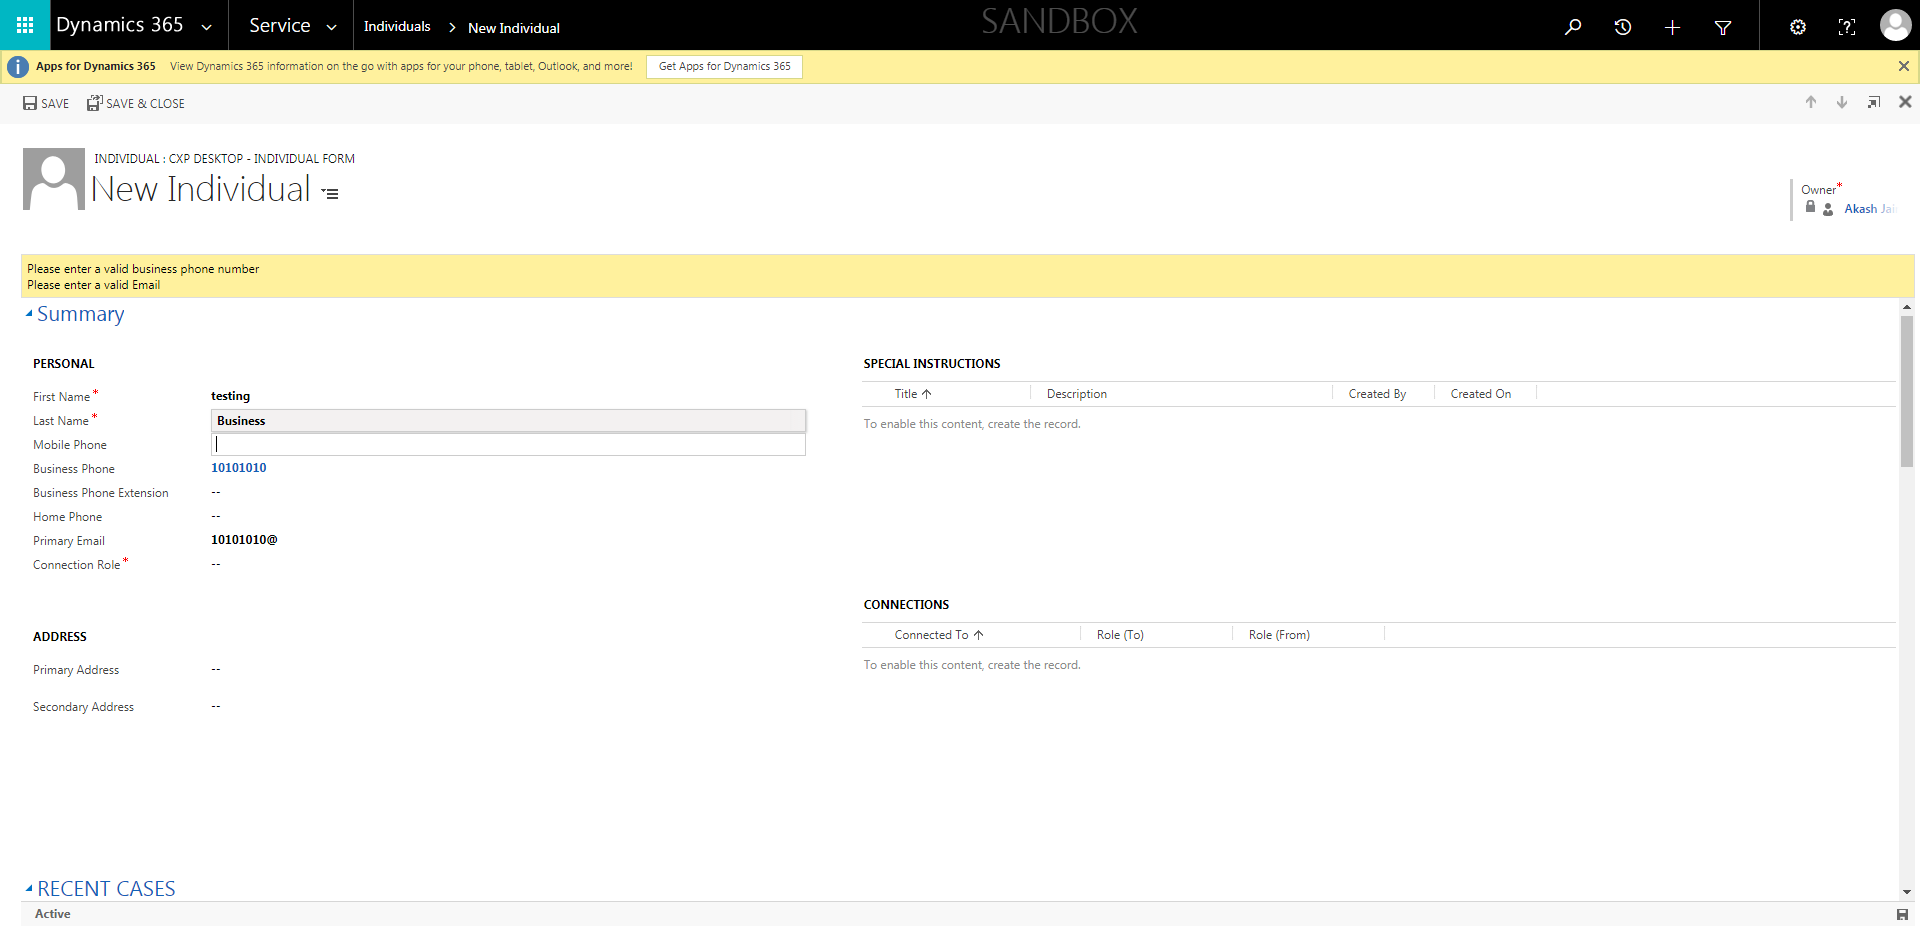 Dynamics 365 Service Individuals New Individual SANDBOX
Apps for Dynamics 365 View Dynamics 365 information on the go with apps for your phone, tablet, Outlook, and more! Get Apps for Dynamics 365
SAVE SAVE & CLOSE
INDIVIDUAL : CXP DESKTOP - INDIVIDUAL FORM
New Individual
Owner*
Akash Jai
Please enter a valid business phone number
Please enter a valid Email
Summary
PERSONAL
First Name* testing
Last Name* Business
Mobile Phone
Business Phone 10101010
Business Phone Extension --
Home Phone --
Primary Email 10101010@
Connection Role* --
ADDRESS
Primary Address --
Secondary Address --
SPECIAL INSTRUCTIONS
Title Description Created By Created On
To enable this content, create the record.
CONNECTIONS
Connected To Role (To) Role (From)
To enable this content, create the record.
RECENT CASES
Active